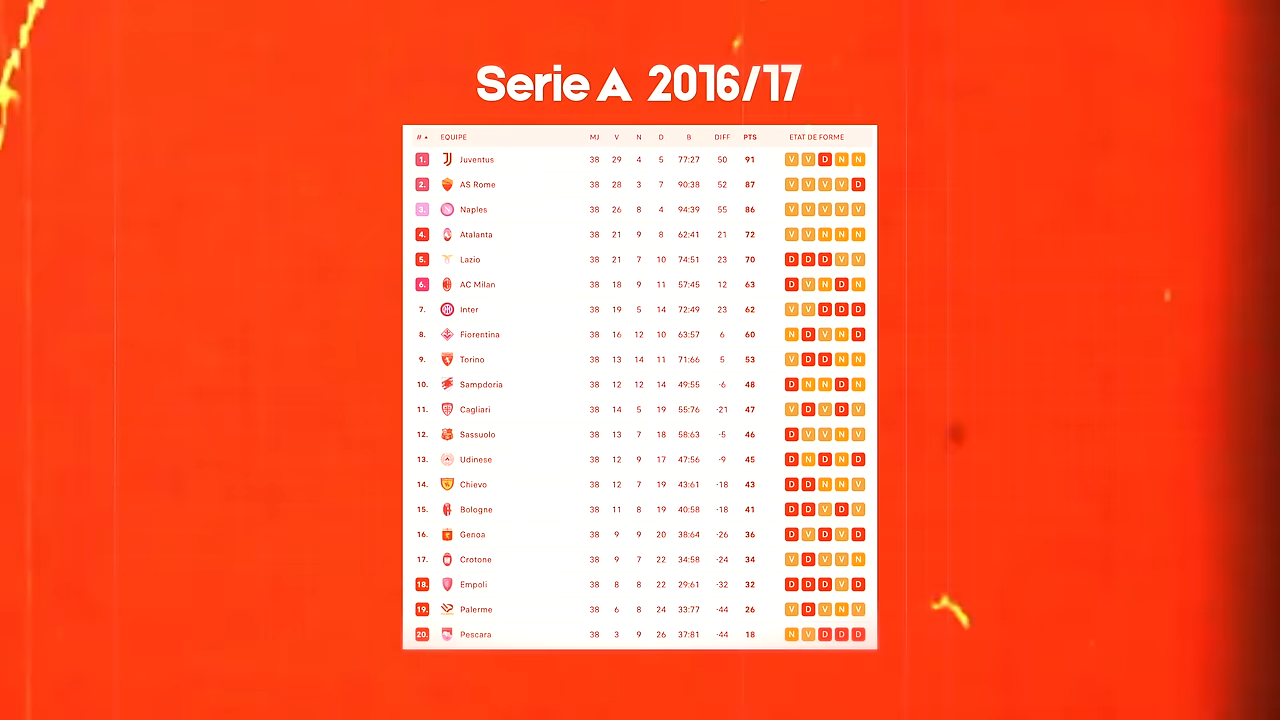 Serie A 2016/17
# EQUIPE MJ V N D B DIFF PTS ETAT DE FORME
1. Juventus 38 29 4 5 77:27 50 91 V V D N N
2. AS Rome 38 28 3 7 90:38 52 87 V V V V D
3. Naples 38 26 8 4 94:39 55 86 V V V V V
4. Atalanta 38 21 9 8 62:41 21 72 V V N N N
5. Lazio 38 21 7 10 74:51 23 70 D D D V V
6. AC Milan 38 18 9 11 57:45 12 63 D V N D N
7. Inter 38 19 5 14 72:49 23 62 V V D D D
8. Fiorentina 38 16 12 10 63:57 6 60 N D V N D
9. Torino 38 13 14 11 71:66 5 53 V D D N N
10. Sampdoria 38 12 12 14 49:55 -6 48 D N N D N
11. Cagliari 38 14 5 19 55:76 -21 47 V D V D V
12. Sassuolo 38 13 7 18 58:63 -5 46 D V V N V
13. Udinese 38 12 9 17 47:56 -9 45 D N D N D
14. Chievo 38 12 7 19 43:61 -18 43 D D N N V
15. Bologne 38 11 8 19 40:58 -18 41 D D V D V
16. Genoa 38 9 9 20 38:64 -26 36 D V D V D
17. Crotone 38 9 7 22 34:58 -24 34 V D V V N
18. Empoli 38 8 8 22 29:61 -32 32 D D D V D
19. Palerme 38 6 8 24 33:77 -44 26 V D V N V
20. Pescara 38 3 9 26 37:81 -44 18 N V D D D